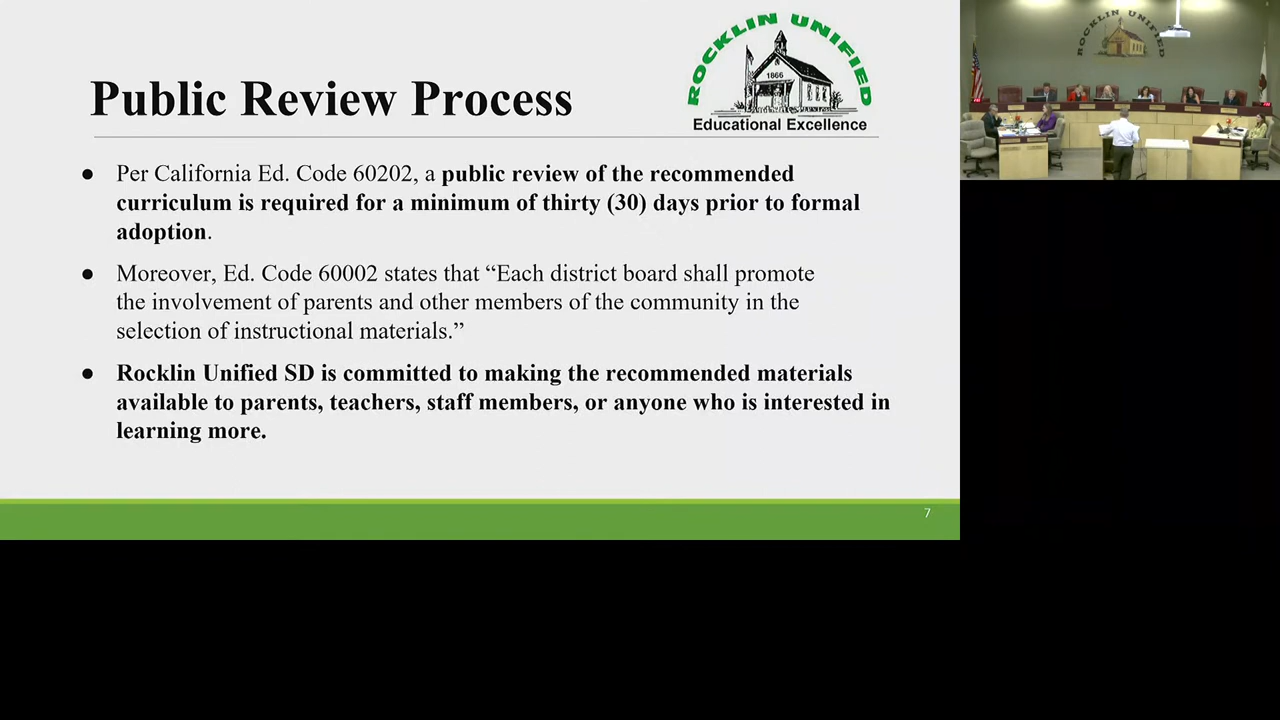 ROCKLIN UNIFIED
1866
Educational Excellence
Public Review Process
● Per California Ed. Code 60202, a public review of the recommended
curriculum is required for a minimum of thirty (30) days prior to formal
adoption.
● Moreover, Ed. Code 60002 states that “Each district board shall promote
the involvement of parents and other members of the community in the
selection of instructional materials.”
● Rocklin Unified SD is committed to making the recommended materials
available to parents, teachers, staff members, or anyone who is interested in
learning more.
7
ROCKLIN UNIFIED